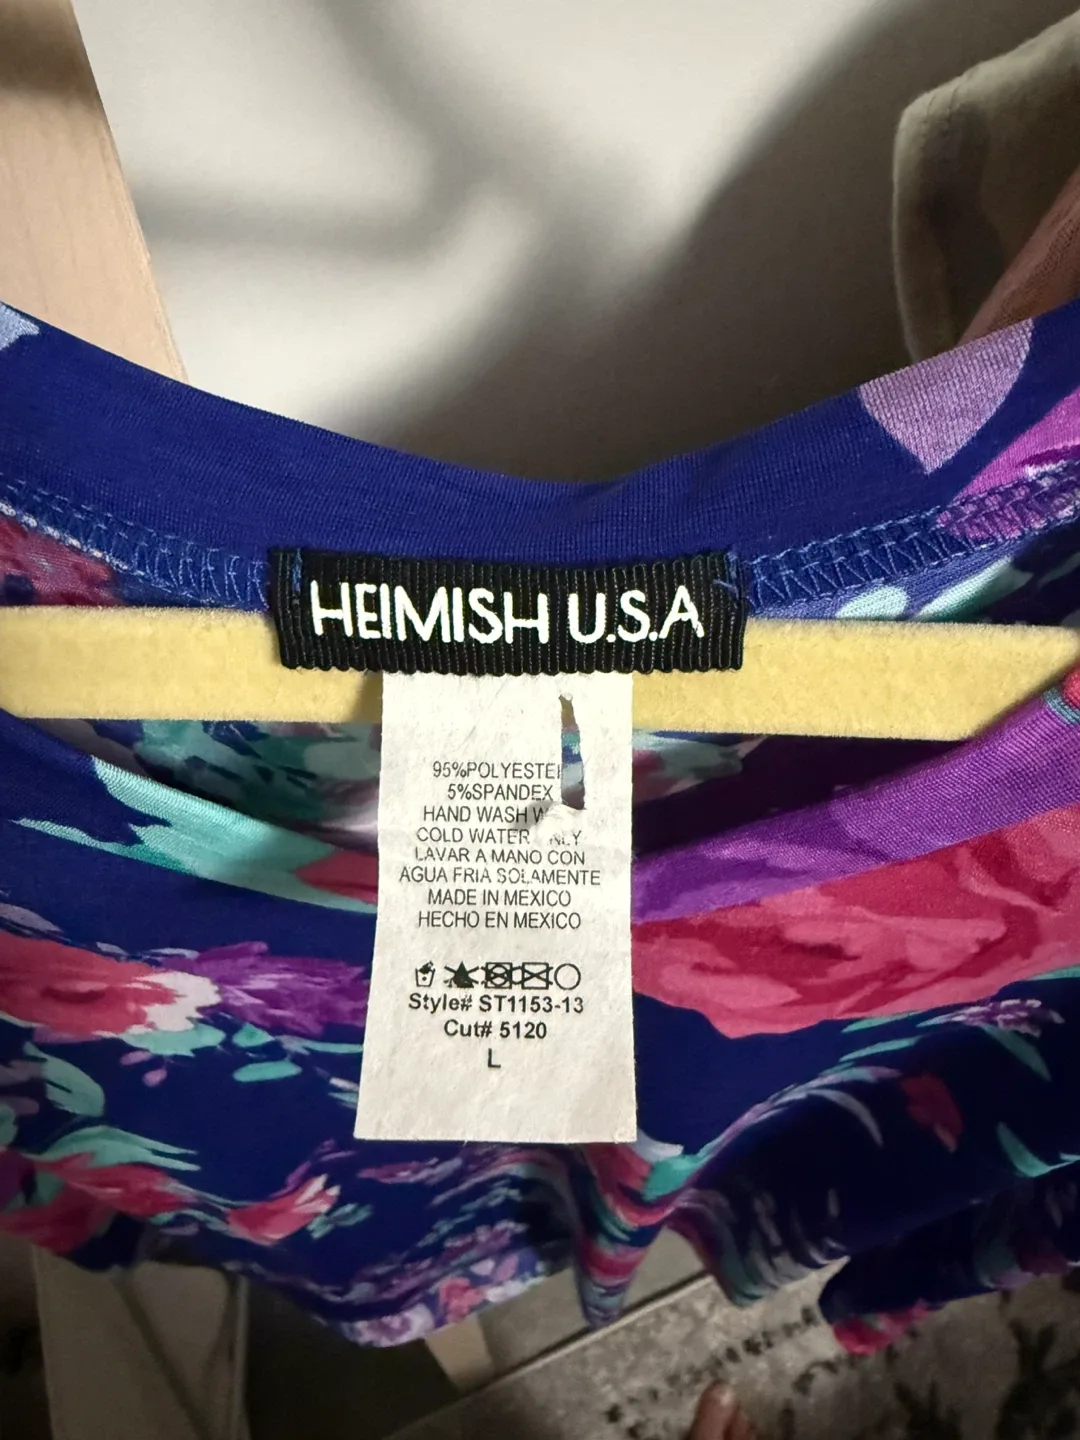 HEIMISH U.S.A
95%POLYESTER
5%SPANDEX
HAND WASH
COLD WATER
LAVAR A MANO CON
AGUA FRIA SOLAMENTE
MADE IN MEXICO
HECHO EN MEXICO
Style# ST1153-13
Cut# 5120
L